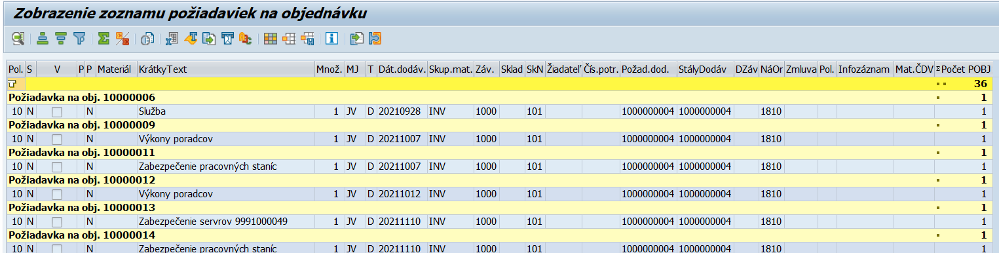 Zobrazenie zoznamu požiadaviek na objednávku
Pol. S V P P Materiál KrátkyText Množ. MJ T Dát.dodáv. Skup.mat. Záv. Sklad SkN Žiadateľ Čís.potr. Požad.dod. StályDodáv DZáv NáOr Zmluva Pol. Infozáznam Mat.ČDV Σ Počet POBJ
36
Požiadavka na obj. 10000006 1
10 N N Služba 1 JV D 20210928 INV 1000 101 1000000004 1000000004 1810 1
Požiadavka na obj. 10000009 1
10 N N Výkony poradcov 1 JV D 20211007 INV 1000 101 1000000004 1000000004 1810 1
Požiadavka na obj. 10000011 1
10 N N Zabezpečenie pracovných staníc 1 JV D 20211007 INV 1000 101 1000000004 1000000004 1810 1
Požiadavka na obj. 10000012 1
10 N N Výkony poradcov 1 JV D 20211012 INV 1000 101 1000000004 1000000004 1810 1
Požiadavka na obj. 10000013 1
10 N N Zabezpečenie servrov 9991000049 1 JV D 20211110 INV 1000 101 1000000004 1000000004 1810 1
Požiadavka na obj. 10000014 1
10 N N Zabezpečenie pracovných staníc 1 JV D 20211110 INV 1000 101 1000000004 1000000004 1810 1